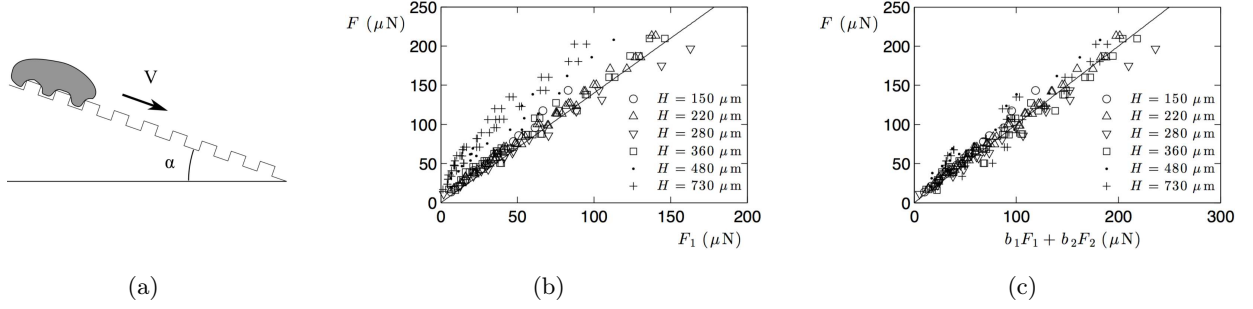 V
α
(a)
F (μN)
250
200
150
100
50
0
0 50 100 150 200
F₁ (μN)
H = 150 μm
H = 220 μm
H = 280 μm
H = 360 μm
H = 480 μm
H = 730 μm
(b)
F (μN)
250
200
150
100
50
0
0 100 200 300
b₁F₁ + b₂F₂ (μN)
H = 150 μm
H = 220 μm
H = 280 μm
H = 360 μm
H = 480 μm
H = 730 μm
(c)